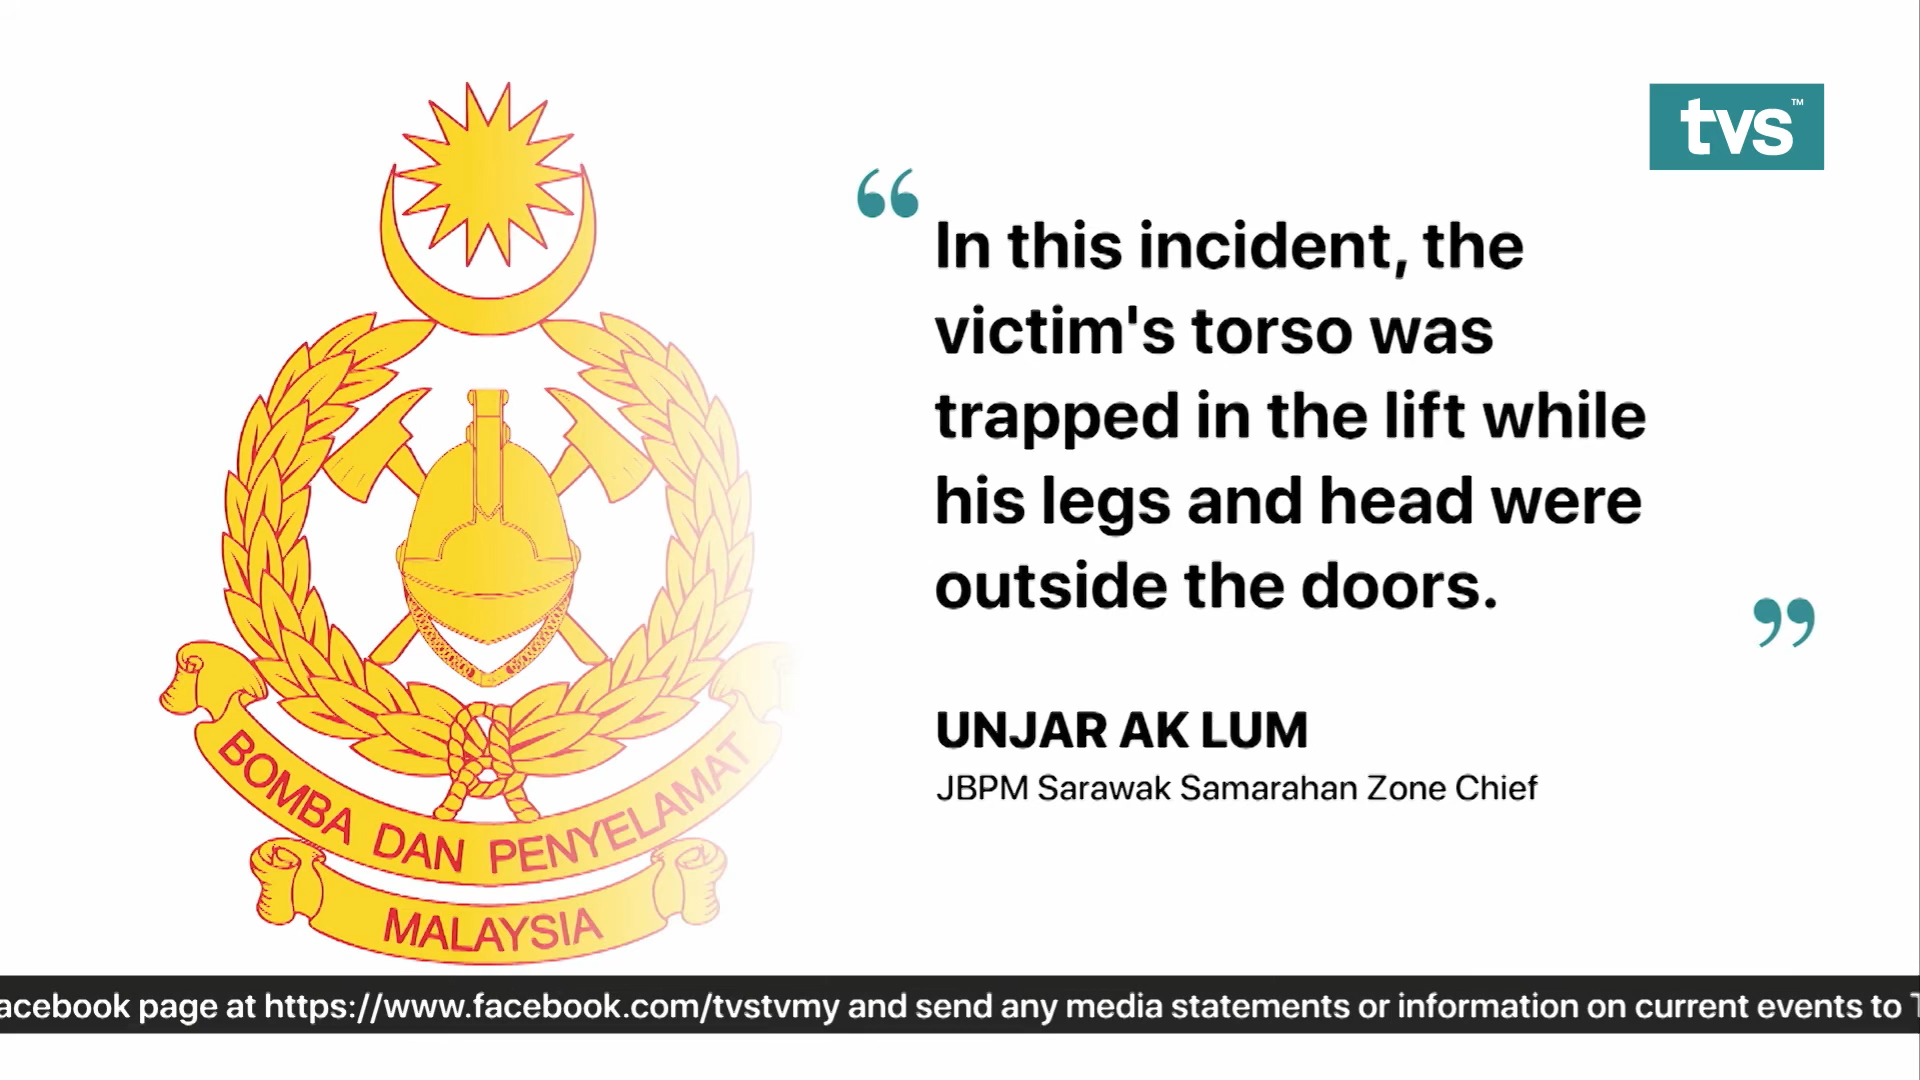 tvs™
“In this incident, the
victim's torso was
trapped in the lift while
his legs and head were
outside the doors.”
UNJAR AK LUM
JBPM Sarawak Samarahan Zone Chief
BOMBA DAN PENYELAMAT
MALAYSIA
acebook page at https://www.facebook.com/tvstvmy and send any media statements or information on current events to